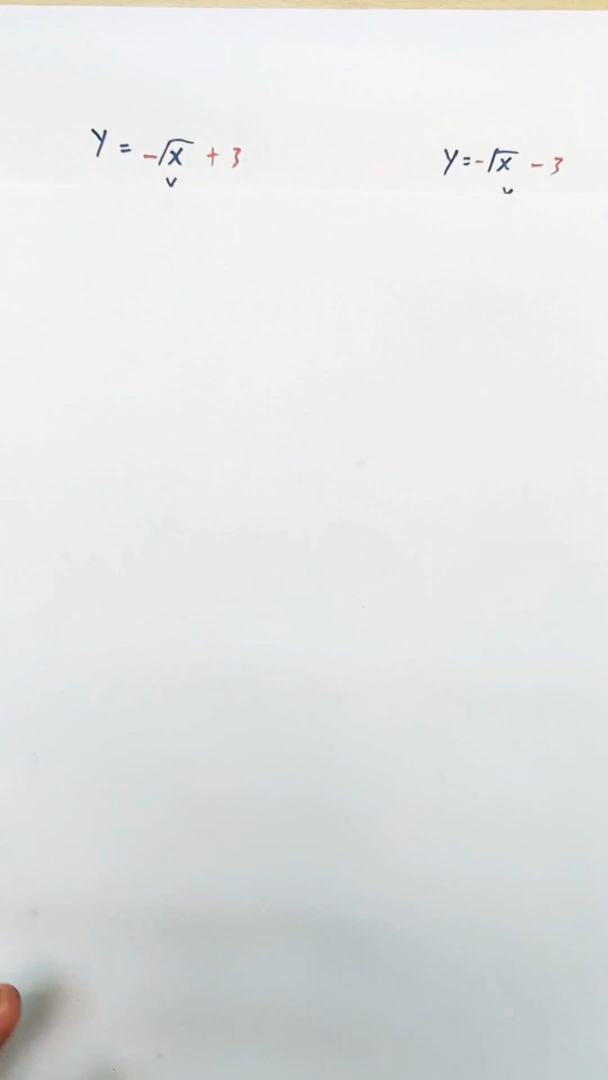 y = -√x + 3
y = -√x - 3